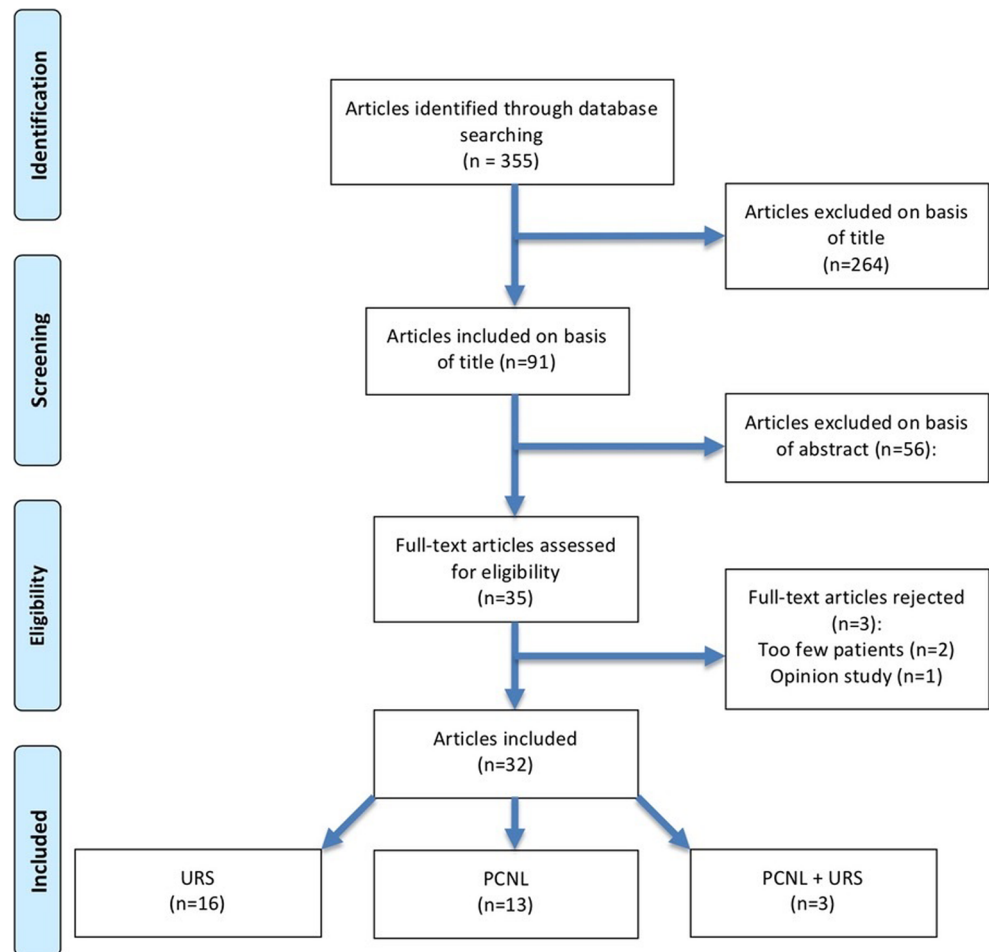 Identification
Articles identified through database
searching
(n = 355)
Articles excluded on basis
of title
(n=264)
Screening
Articles included on basis
of title (n=91)
Articles excluded on basis
of abstract (n=56):
Eligibility
Full-text articles assessed
for eligibility
(n=35)
Full-text articles rejected
(n=3):
Too few patients (n=2)
Opinion study (n=1)
Included
Articles included
(n=32)
URS
(n=16)
PCNL
(n=13)
PCNL + URS
(n=3)